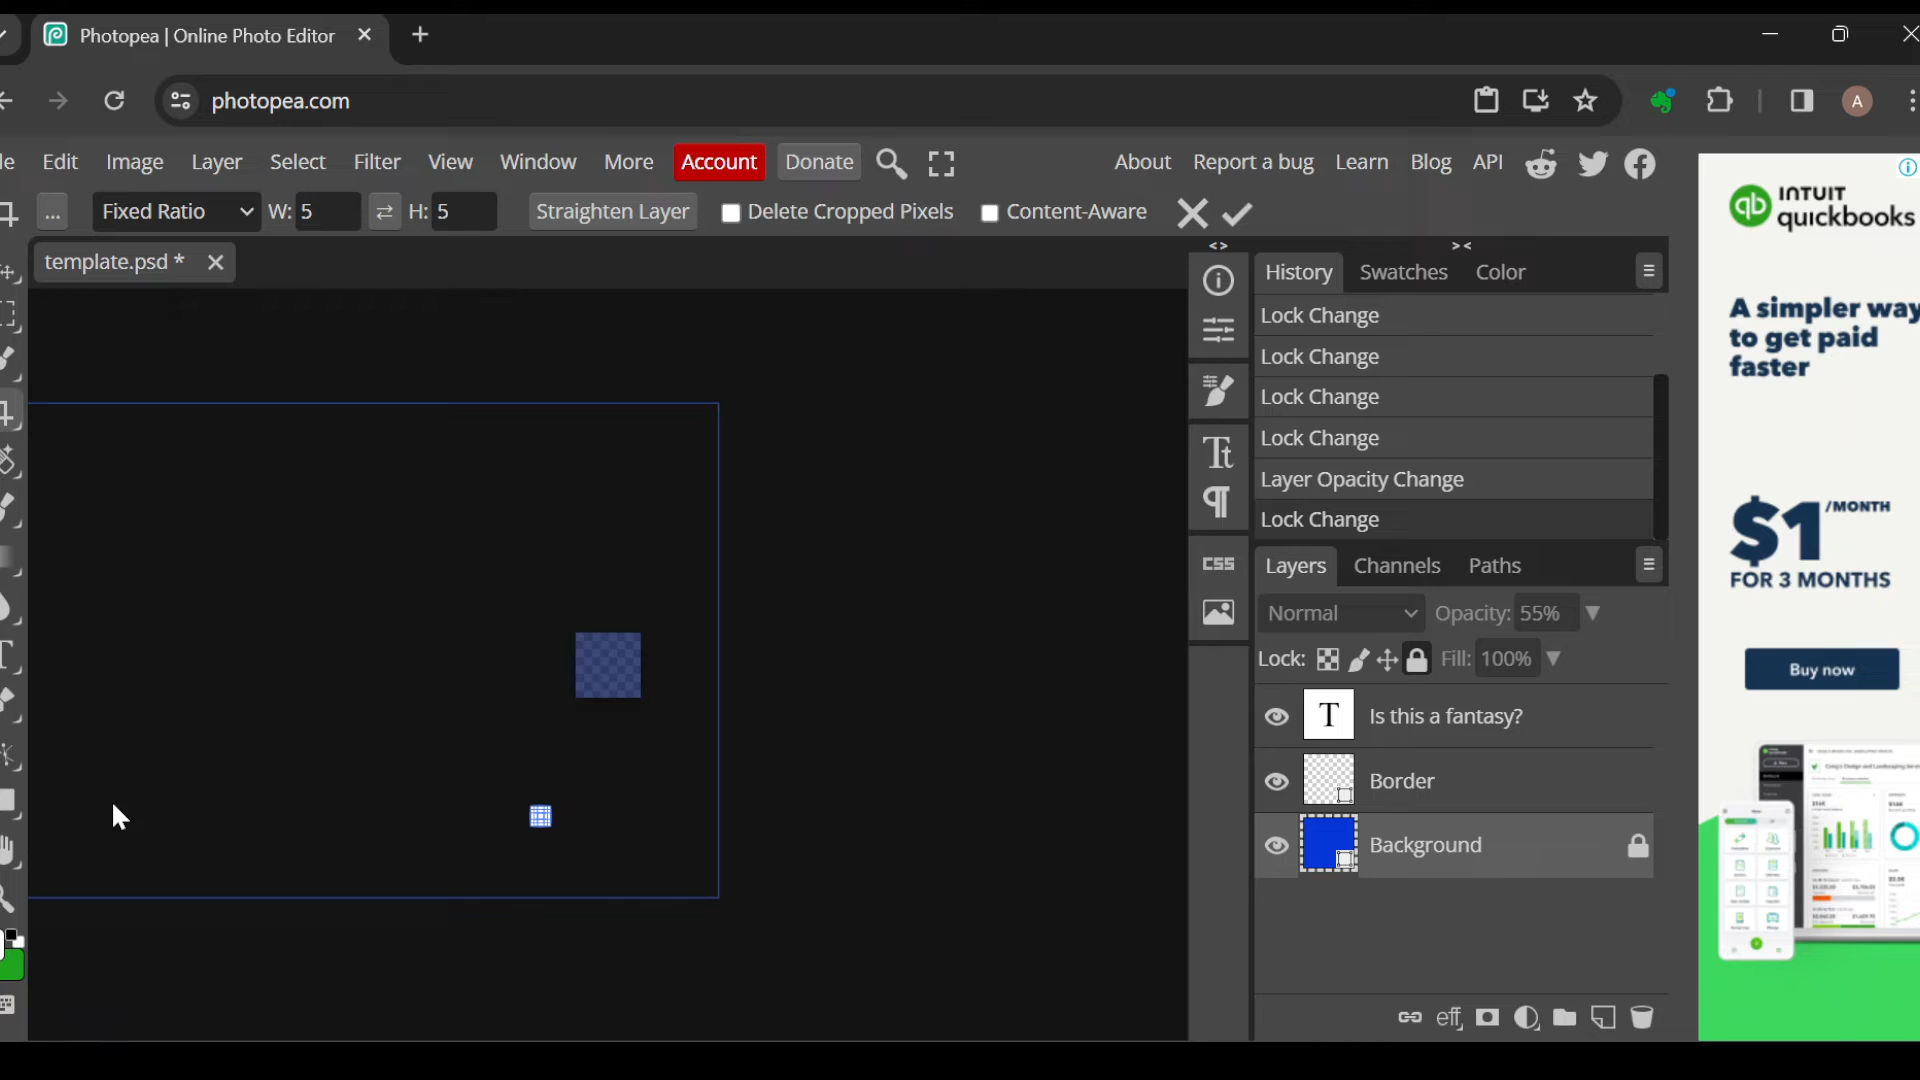 Photopea | Online Photo Editor
photopea.com
A
le Edit Image Layer Select Filter View Window More Account Donate About Report a bug Learn Blog API
... Fixed Ratio W: 5 H: 5 Straighten Layer Delete Cropped Pixels Content-Aware
template.psd *
< > > <
History Swatches Color
Lock Change
Lock Change
Lock Change
Lock Change
Layer Opacity Change
Lock Change
CSS
Layers Channels Paths
Normal Opacity: 55%
Lock: Fill: 100%
T Is this a fantasy?
Border
Background
eff
INTUIT
quickbooks
A simpler way
to get paid
faster
$1/MONTH
FOR 3 MONTHS
Buy now